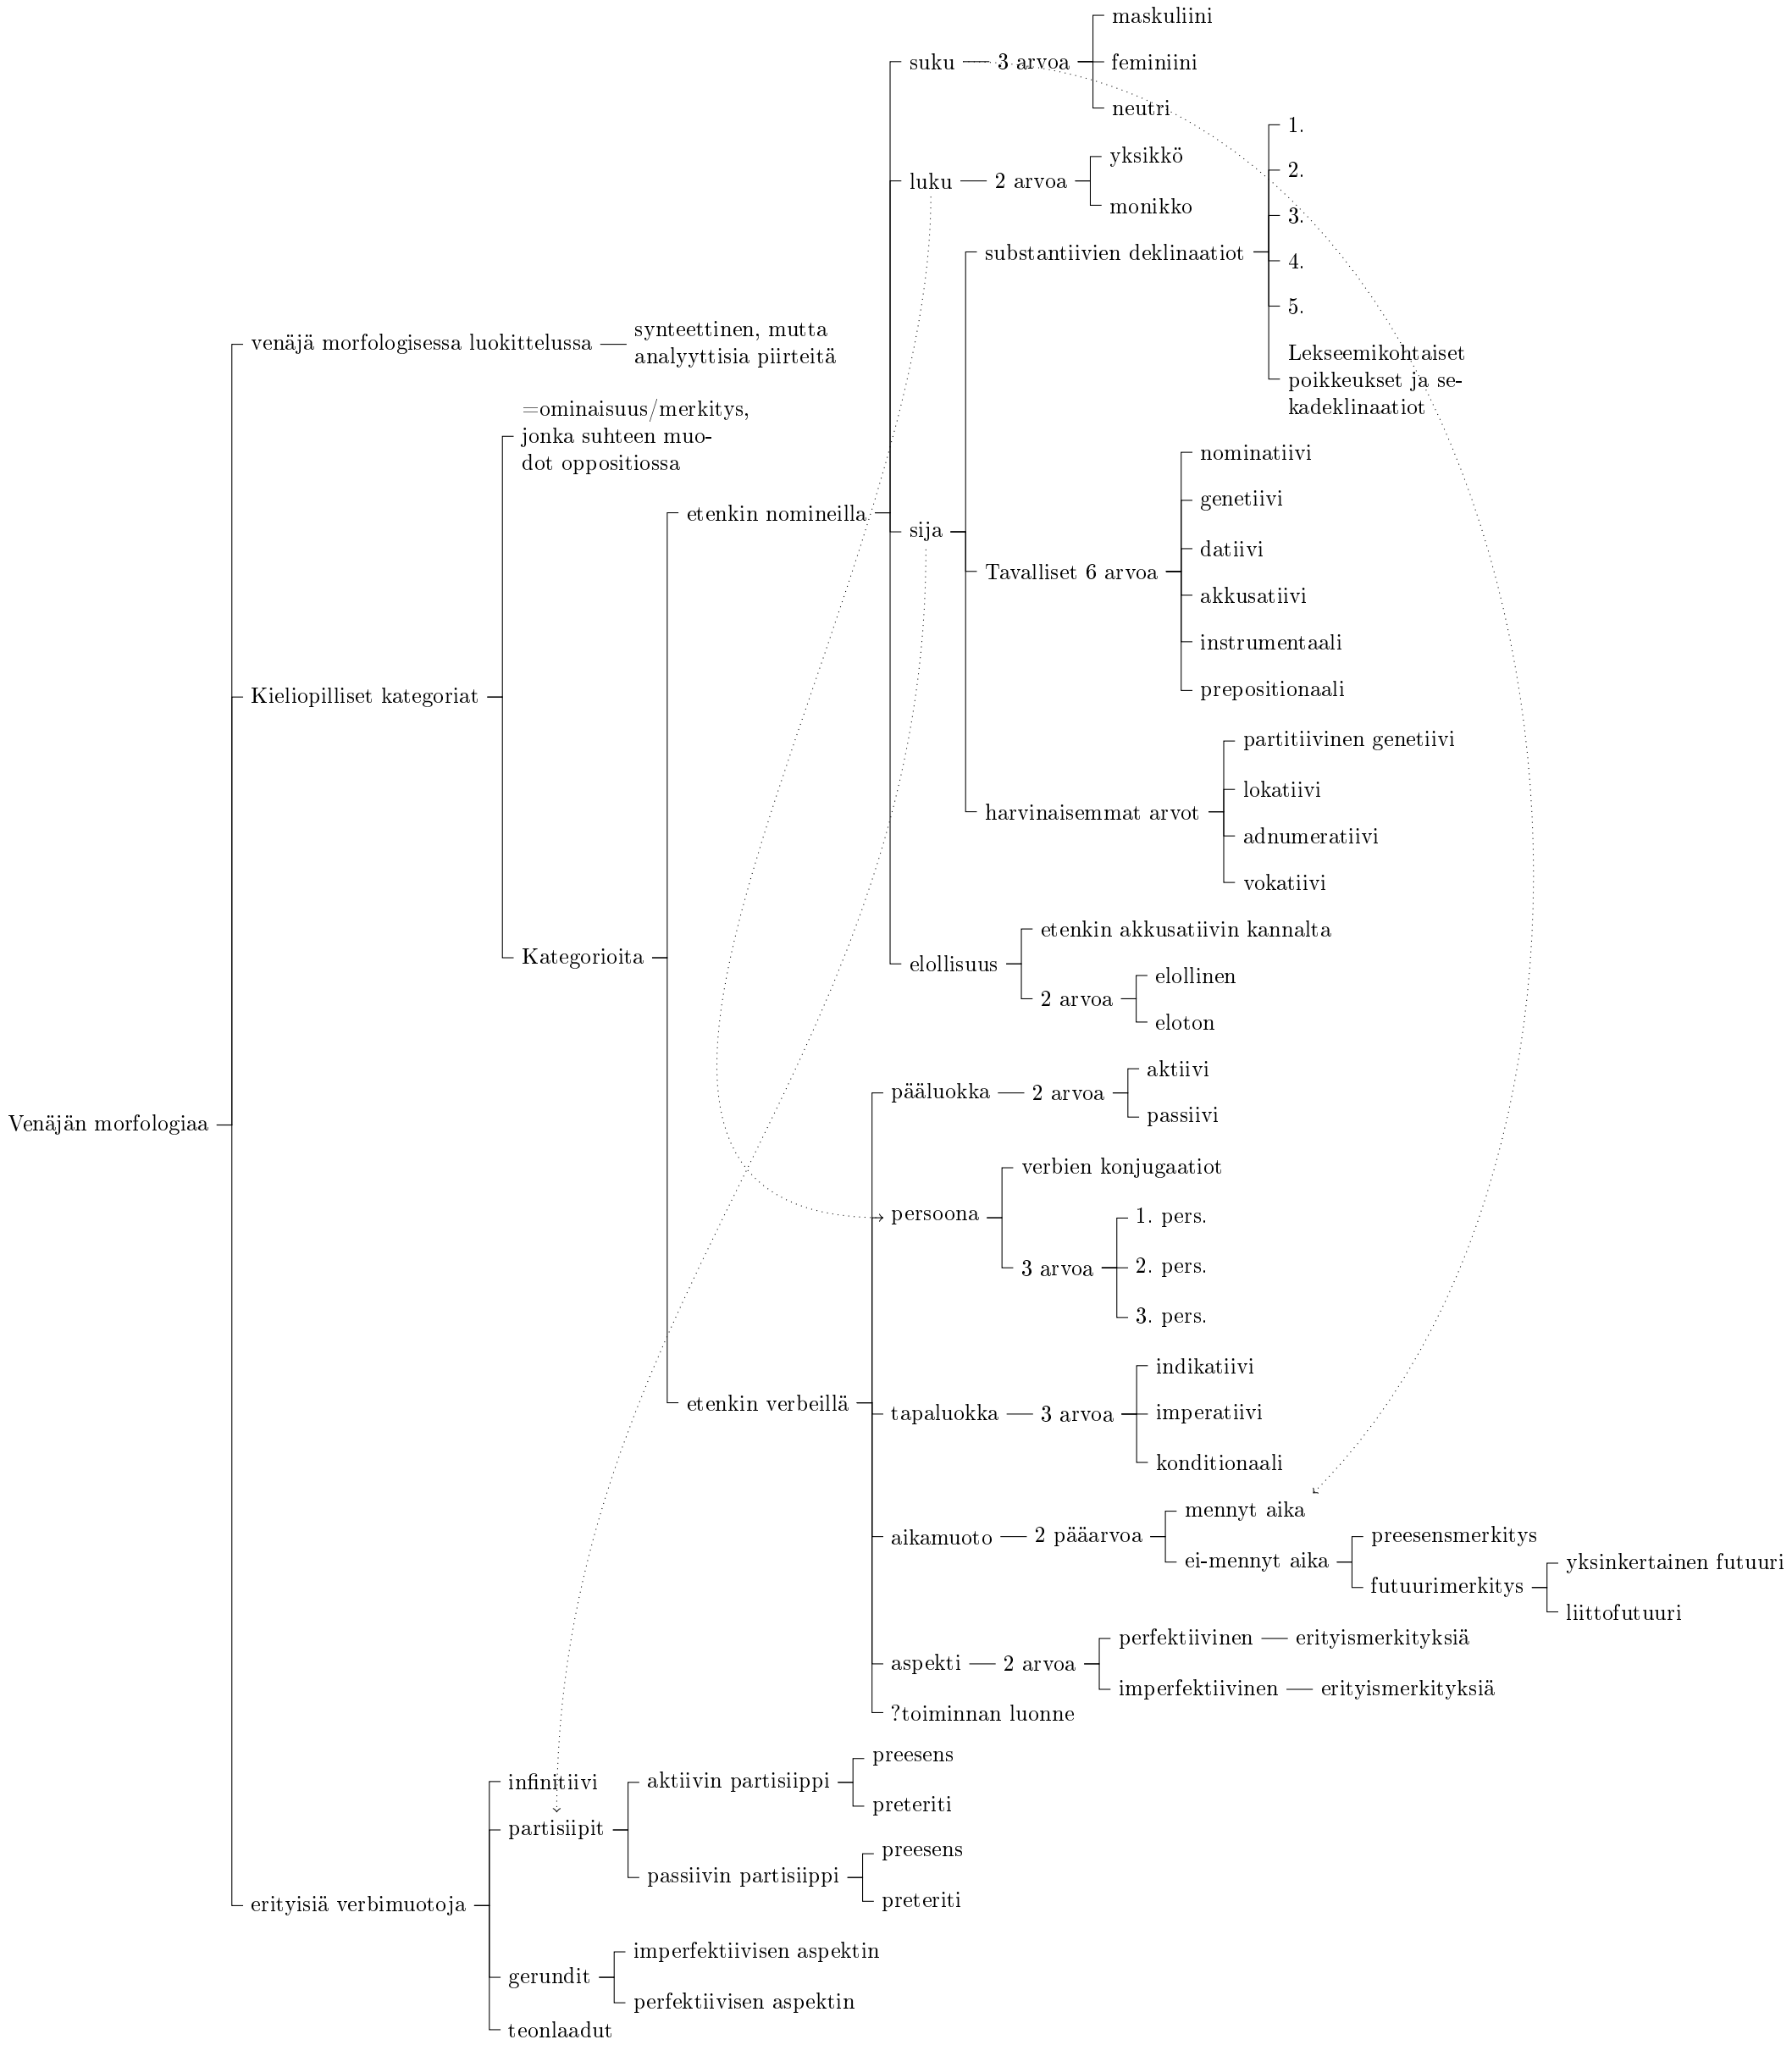 Venäjän morfologiaa
venäjä morfologisessa luokittelussa
synteettinen, mutta
analyyttisia piirteitä
Kieliopilliset kategoriat
=ominaisuus/merkitys,
jonka suhteen muo-
dot oppositiossa
Kategorioita
etenkin nomineilla
suku
3 arvoa
maskuliini
feminiini
neutri
luku
2 arvoa
yksikkö
monikko
sija
substantiivien deklinaatiot
1.
2.
3.
4.
5.
Lekseemikohtaiset
poikkeukset ja se-
kadeklinaatiot
Tavalliset 6 arvoa
nominatiivi
genetiivi
datiivi
akkusatiivi
instrumentaali
prepositionaali
harvinaisemmat arvot
partitiivinen genetiivi
lokatiivi
adnumeratiivi
vokatiivi
elollisuus
etenkin akkusatiivin kannalta
2 arvoa
elollinen
eloton
etenkin verbeillä
pääluokka
2 arvoa
aktiivi
passiivi
persoona
verbien konjugaatiot
3 arvoa
1. pers.
2. pers.
3. pers.
tapaluokka
3 arvoa
indikatiivi
imperatiivi
konditionaali
aikamuoto
2 pääarvoa
mennyt aika
ei-mennyt aika
preesensmerkitys
futuurimerkitys
yksinkertainen futuuri
liittofutuuri
aspekti
2 arvoa
perfektiivinen
erityismerkityksiä
imperfektiivinen
erityismerkityksiä
?toiminnan luonne
erityisiä verbimuotoja
infinitiivi
partisiipit
aktiivin partisiippi
preesens
preteriti
passiivin partisiippi
preesens
preteriti
gerundit
imperfektiivisen aspektin
perfektiivisen aspektin
teonlaadut